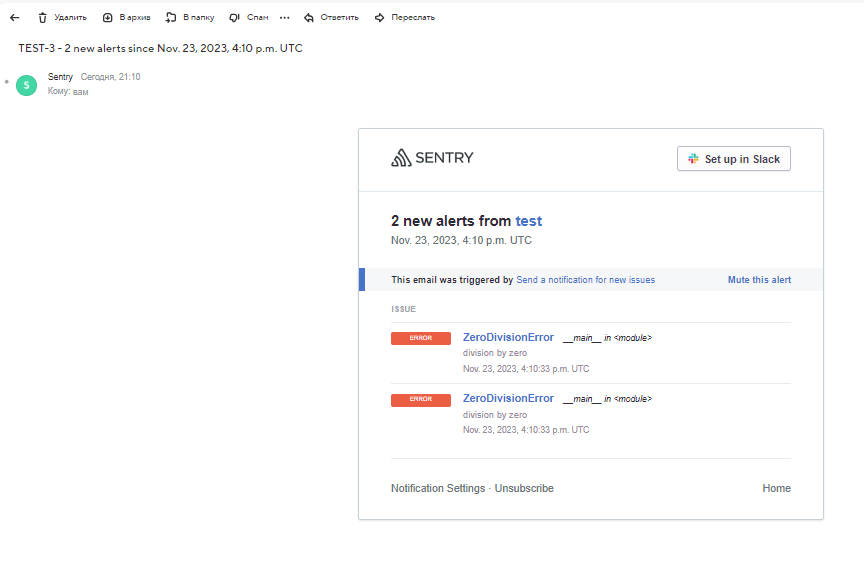 Удалить В архив В папку Спам ... Ответить Переслать
TEST-3 - 2 new alerts since Nov. 23, 2023, 4:10 p.m. UTC
S
Sentry Сегодня, 21:10
Кому: вам
SENTRY
Set up in Slack
2 new alerts from test
Nov. 23, 2023, 4:10 p.m. UTC
This email was triggered by Send a notification for new issues Mute this alert
ISSUE
ERROR ZeroDivisionError __main__ in <module>
division by zero
Nov. 23, 2023, 4:10:33 p.m. UTC
ERROR ZeroDivisionError __main__ in <module>
division by zero
Nov. 23, 2023, 4:10:33 p.m. UTC
Notification Settings · Unsubscribe Home